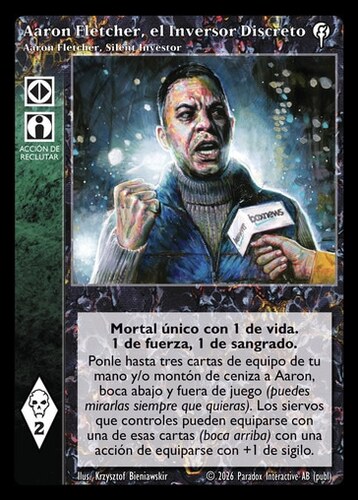 Aaron Fletcher, el Inversor Discreto
Aaron Fletcher, Silent Investor
ACCIÓN DE
RECLUTAR
boxnews
Mortal único con 1 de vida.
1 de fuerza, 1 de sangrado.
Ponle hasta tres cartas de equipo de tu
mano y/o montón de ceniza a Aaron,
boca abajo y fuera de juego (puedes
mirarlas siempre que quieras). Los siervos
que controles pueden equiparse con
una de esas cartas (boca arriba) con una
acción de equiparse con +1 de sigilo.
2
Ilus: Krzysztof Bieniawskir
© 2026 Paradox Interactive AB (publ)